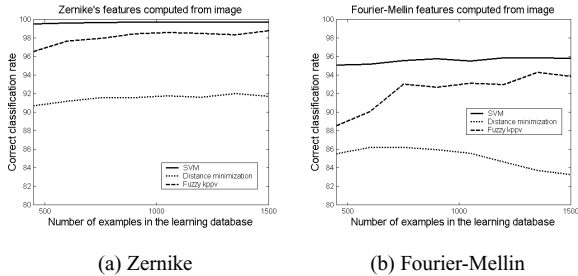 Zernike's features computed from image
100
98
96
94
92
90
88
86
84
82
80
Correct classification rate
SVM
Distance minimization
Fuzzy kppv
500
1000
1500
Number of examples in the learning database
(a) Zernike
Fourier-Mellin features computed from image
100
98
96
94
92
90
88
86
84
82
80
Correct classification rate
SVM
Distance minimization
Fuzzy kppv
500
1000
1500
Number of examples in the learning database
(b) Fourier-Mellin